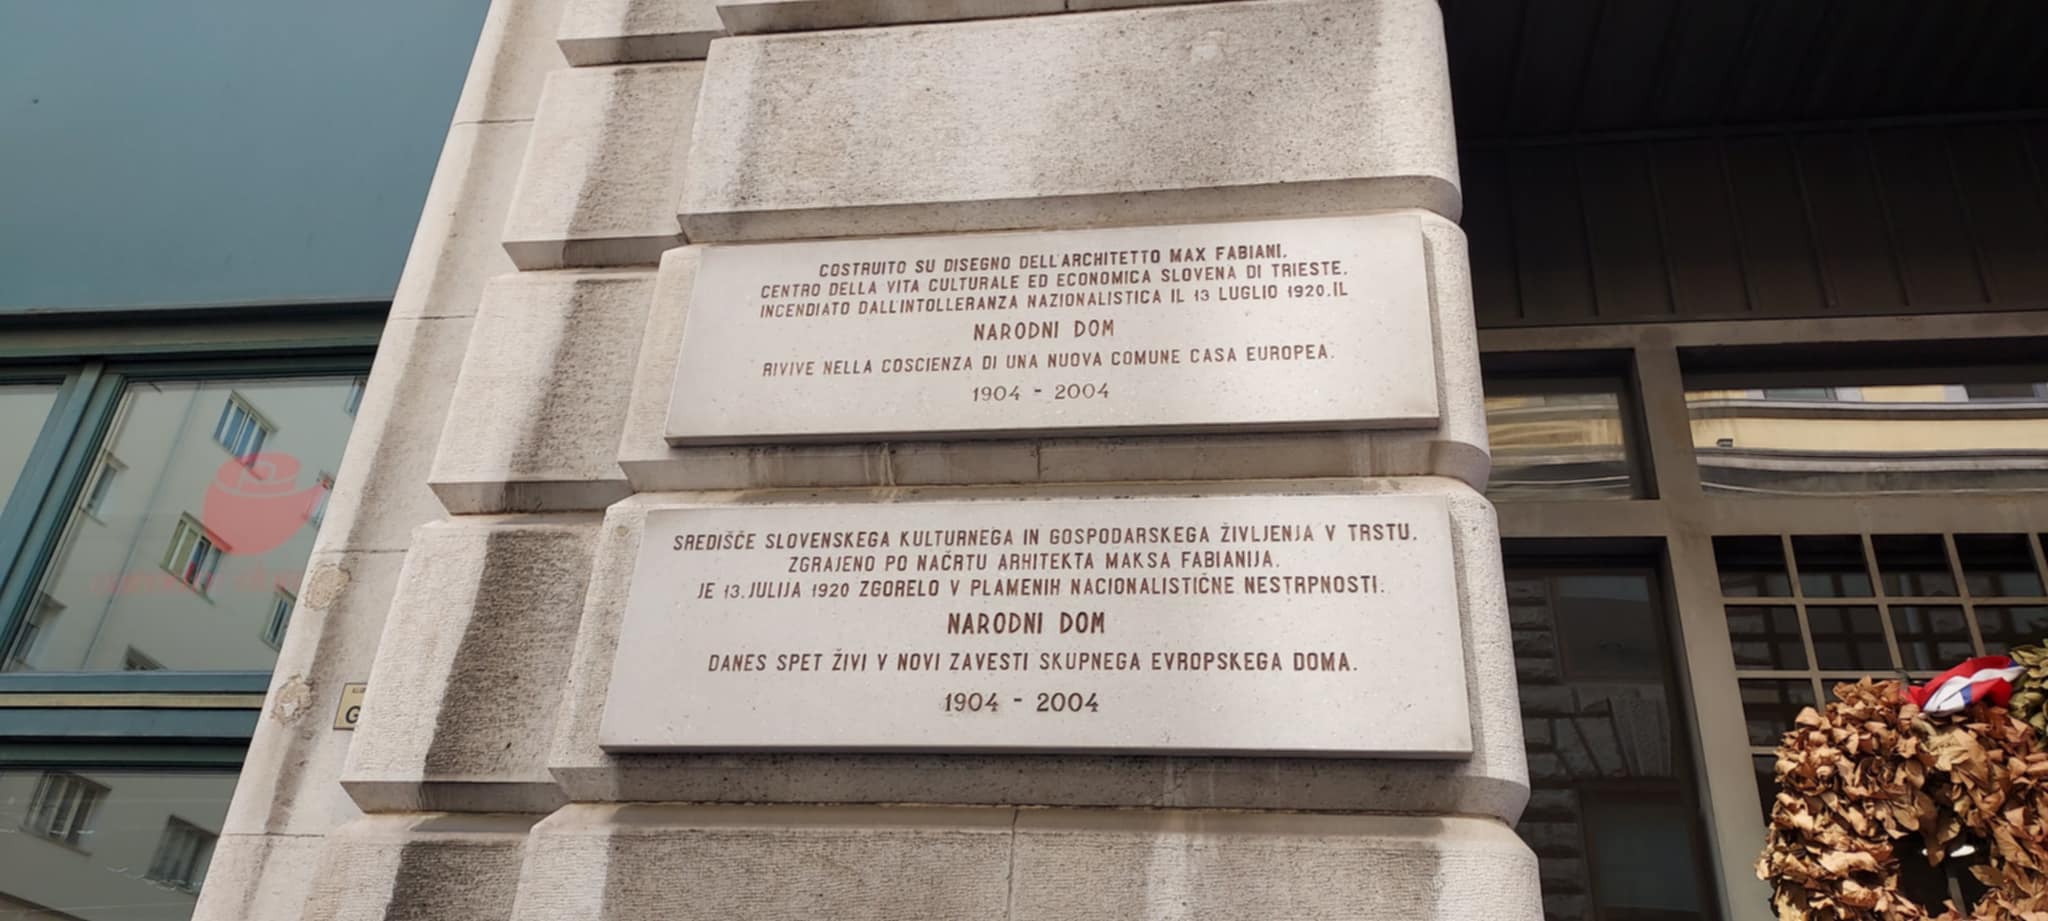 COSTRUITO SU DISEGNO DELL'ARCHITETTO MAX FABIANI,
CENTRO DELLA VITA CULTURALE ED ECONOMICA SLOVENA DI TRIESTE.
INCENDIATO DALL'INTOLLERANZA NAZIONALISTICA IL 13 LUGLIO 1920. IL
NARODNI DOM
RIVIVE NELLA COSCIENZA DI UNA NUOVA COMUNE CASA EUROPEA.
1904 - 2004
SREDIŠČE SLOVENSKEGA KULTURNEGA IN GOSPODARSKEGA ŽIVLJENJA V TRSTU.
ZGRAJENO PO NAČRTU ARHITEKTA MAKSA FABIANIJA.
JE 13. JULIJA 1920 ZGORELO V PLAMENIH NACIONALISTIČNE NESTRPNOSTI.
NARODNI DOM
DANES SPET ŽIVI V NOVI ZAVESTI SKUPNEGA EVROPSKEGA DOMA.
1904 - 2004
G